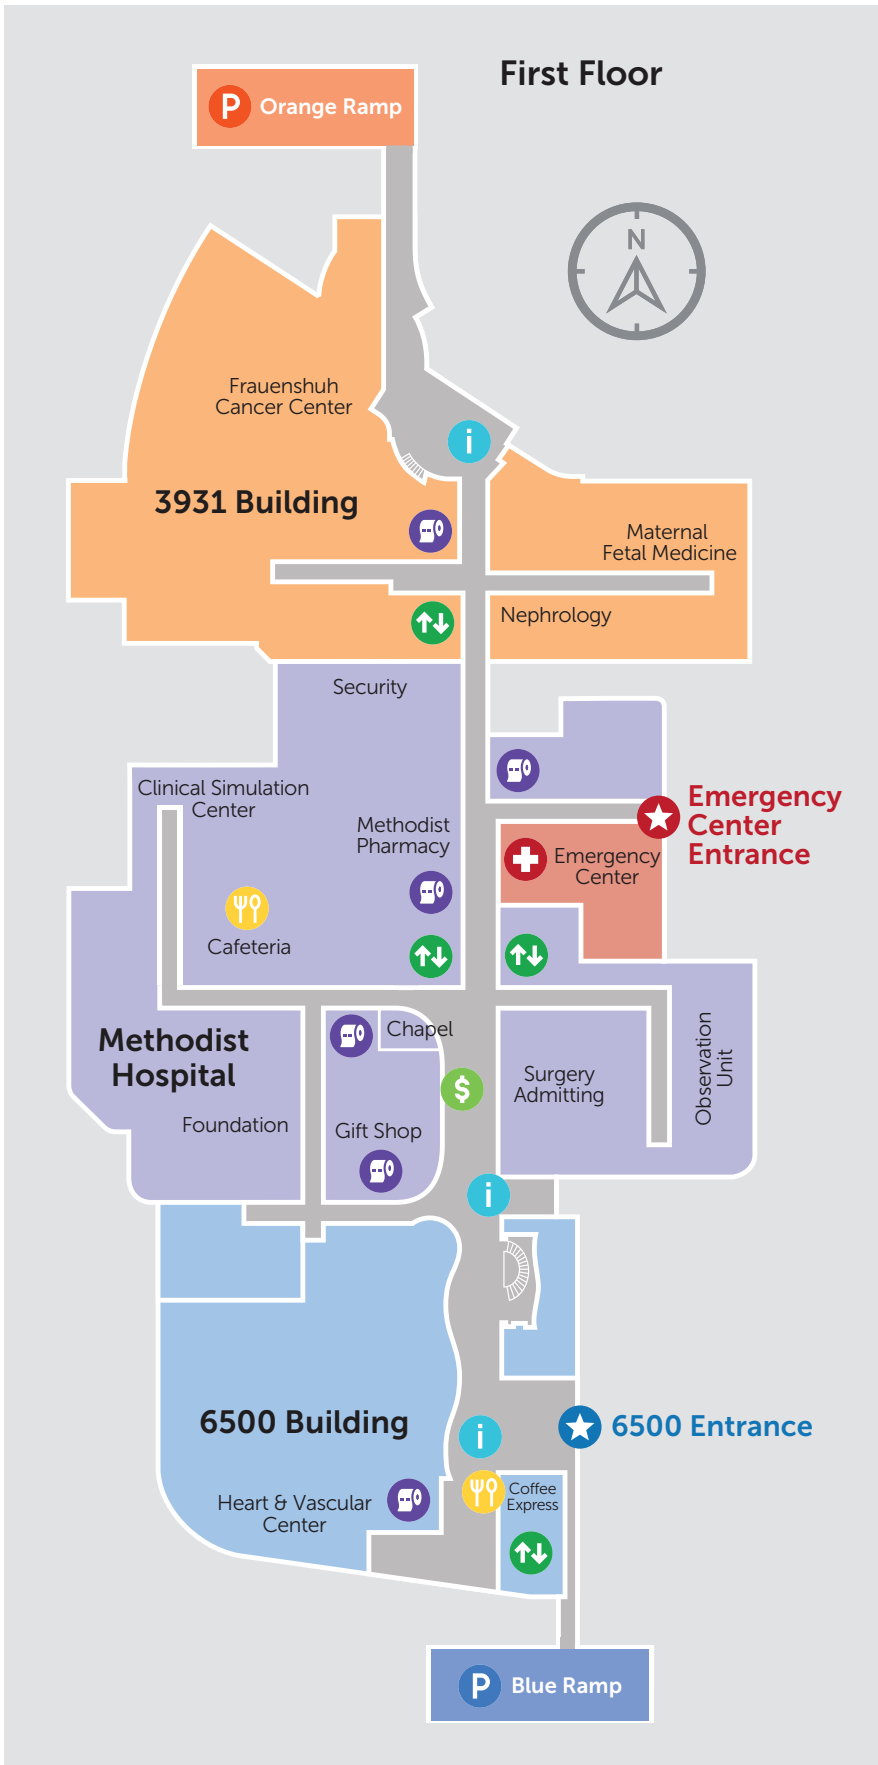 First Floor
P Orange Ramp
N
Frauenshuh
Cancer Center
i
3931 Building
Maternal
Fetal Medicine
Nephrology
Security
Clinical Simulation
Center
Methodist
Pharmacy
Emergency
Center
Entrance
Emergency
Center
Cafeteria
Chapel
Methodist
Hospital
$
Surgery
Admitting
Observation
Unit
Foundation
Gift Shop
i
6500 Building
i
6500 Entrance
Heart & Vascular
Center
Coffee
Express
P Blue Ramp